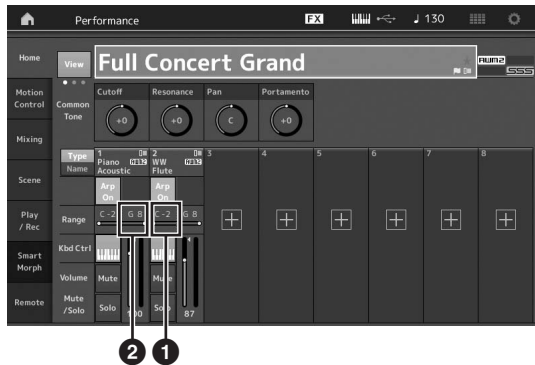 Performance FX 130
Home
View
Full Concert Grand
AWM2
SSS
Motion
Control
Common
Tone
Cutoff Resonance Pan Portamento
+0 +0 C +0
Mixing
Type
Name
1 2 3 4 5 6 7 8
Piano AWM2 WW AWM2
Acoustic Flute
Scene
Arp
On
Arp
On
Play
/ Rec
Range
C -2 G 8 C -2 G 8
Smart
Morph
Kbd Ctrl
Volume Mute Mute
Remote
Mute
/Solo
Solo 100 Solo 87
2 1